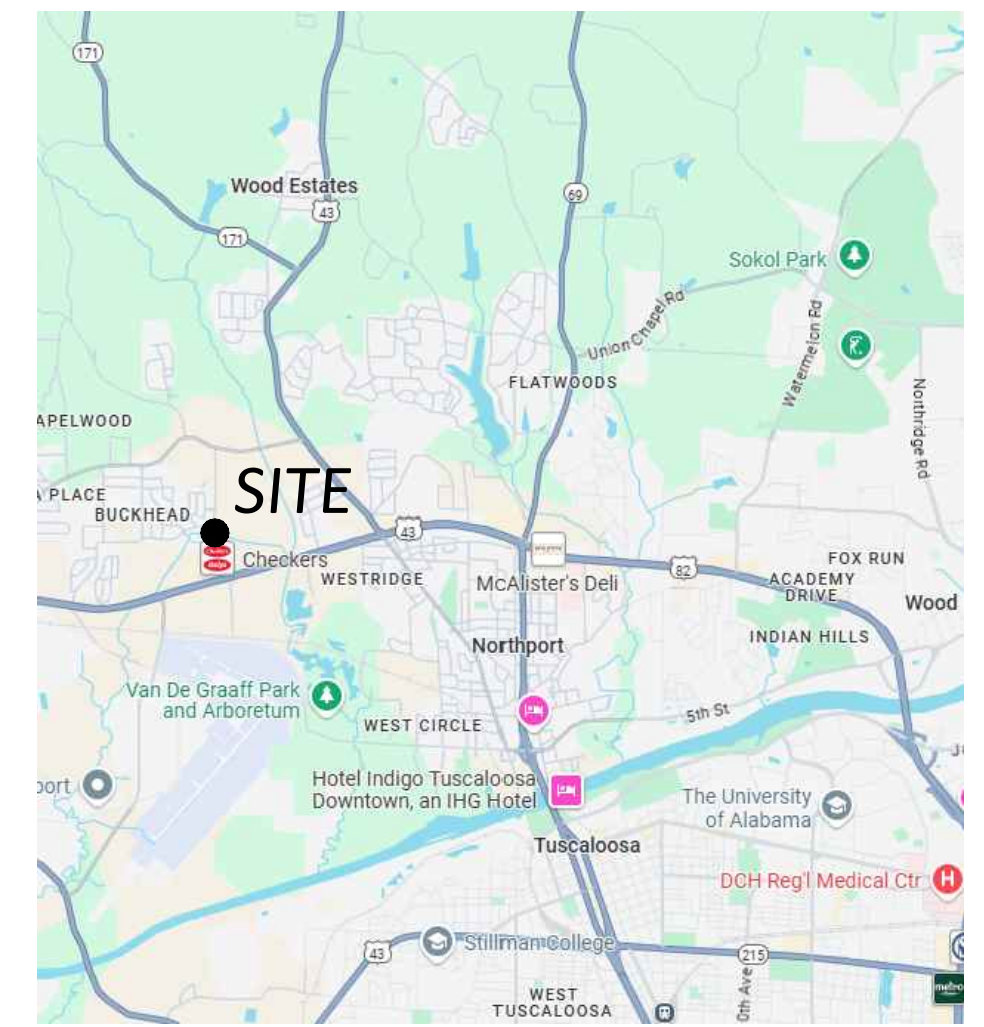 171
Wood Estates
43
69
171
Sokol Park
Union Chapel Rd
Watermelon Rd
FLATWOODS
Northridge Rd
APELWOOD
SITE
A PLACE
BUCKHEAD
43
Checkers
McAlister's Deli
82
FOX RUN
WESTRIDGE
ACADEMY
DRIVE
Wood
INDIAN HILLS
Northport
Van De Graaff Park
and Arboretum
WEST CIRCLE
5th St
port
Hotel Indigo Tuscaloosa
Downtown, an IHG Hotel
The University
of Alabama
Tuscaloosa
DCH Reg'l Medical Ctr
H
43
Stillman College
215
metro
0th Ave
WEST
TUSCALOOSA